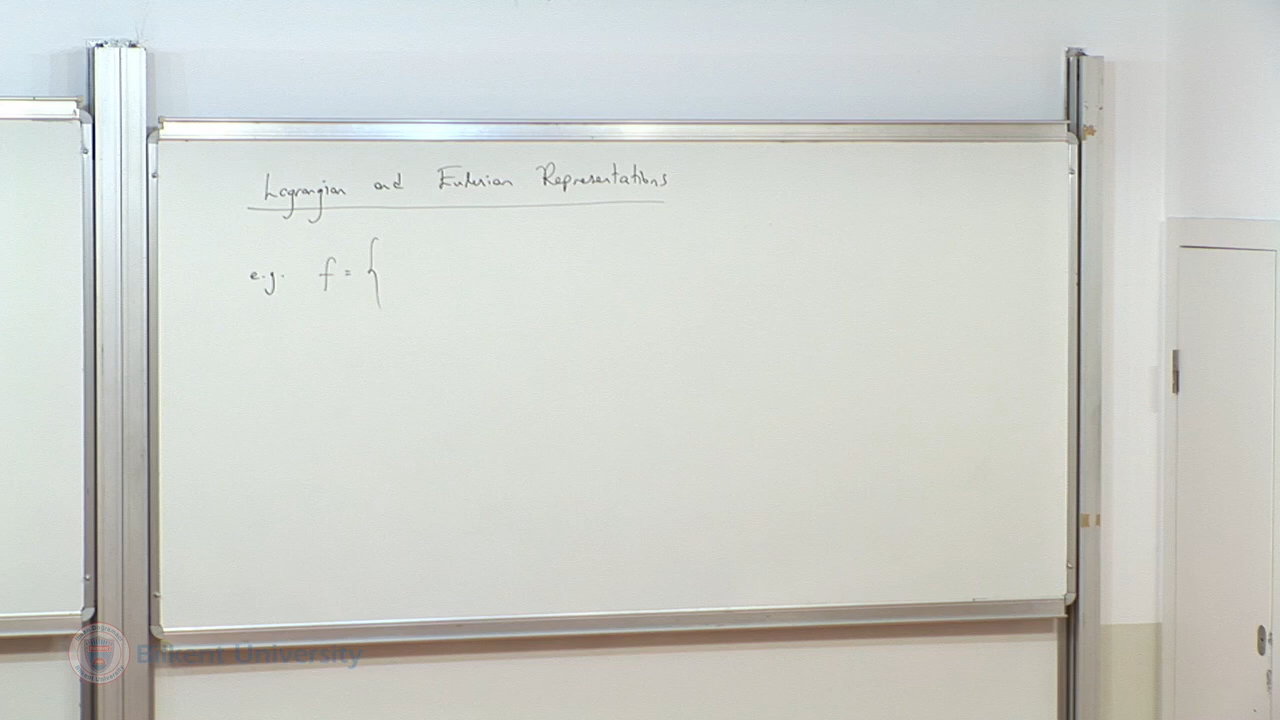 Lagrangian and Eulerian Representations
e.g. f = {
Bilkent University